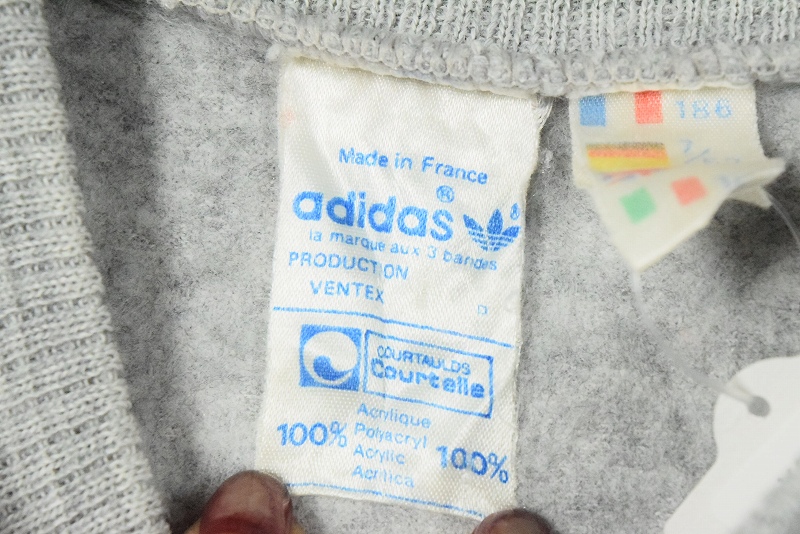 Made in France
adidas®
®
la marque aux 3 bandes
PRODUCTION
VENTEX
COURTAULDS
Courtelle
100% 100%
Acrylique
Polyacryl
Acrylic
Acrilica
186